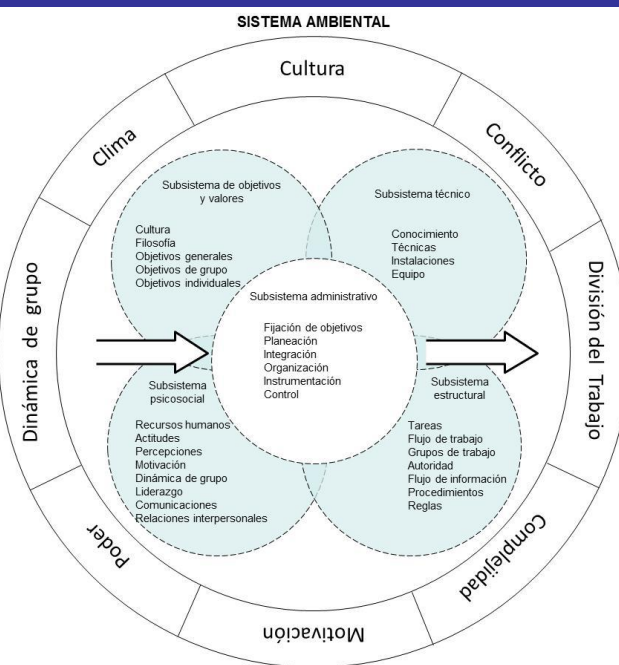 SISTEMA AMBIENTAL
Cultura
Conflicto
División del Trabajo
Complejidad
Motivación
Poder
Dinámica de grupo
Clima
Subsistema de objetivos
y valores
Cultura
Filosofía
Objetivos generales
Objetivos de grupo
Objetivos individuales
Subsistema técnico
Conocimiento
Técnicas
Instalaciones
Equipo
Subsistema administrativo
Fijación de objetivos
Planeación
Integración
Organización
Instrumentación
Control
Subsistema
psicosocial
Recursos humanos
Actitudes
Percepciones
Motivación
Dinámica de grupo
Liderazgo
Comunicaciones
Relaciones interpersonales
Subsistema
estructural
Tareas
Flujo de trabajo
Grupos de trabajo
Autoridad
Flujo de información
Procedimientos
Reglas